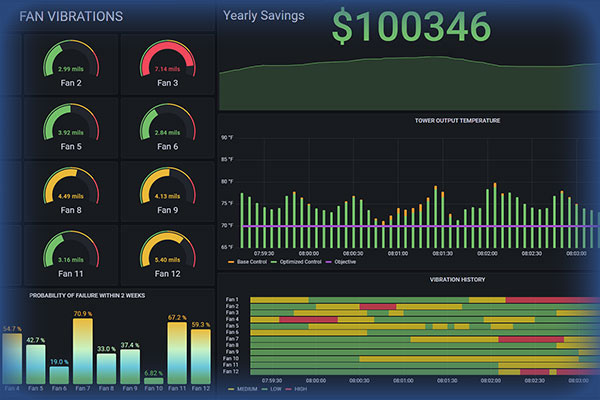 FAN VIBRATIONS
2.99 mils
Fan 2
7.14 mils
Fan 3
3.92 mils
Fan 5
2.84 mils
Fan 6
4.49 mils
Fan 8
4.13 mils
Fan 9
3.16 mils
Fan 11
5.40 mils
Fan 12
PROBABILITY OF FAILURE WITHIN 2 WEEKS
54.7 % 42.7 % 19.0 % 70.9 % 33.0 % 37.4 % 6.82 % 67.2 % 59.3 %
Fan 4 Fan 5 Fan 6 Fan 7 Fan 8 Fan 9 Fan 10 Fan 11 Fan 12
Yearly Savings
$100346
TOWER OUTPUT TEMPERATURE
90 °F
85 °F
80 °F
75 °F
70 °F
65 °F
07:59:30 08:00:00 08:00:30 08:01:00 08:01:30 08:02:00 08:02:30 08:03:00
Base Control Optimized Control Objective
VIBRATION HISTORY
Fan 1
Fan 2
Fan 3
Fan 4
Fan 5
Fan 6
Fan 7
Fan 8
Fan 9
Fan 10
Fan 11
Fan 12
07:59:30 08:00:00 08:00:30 08:01:00 08:01:30 08:02:00 08:02:30 08:03:00
MEDIUM LOW HIGH